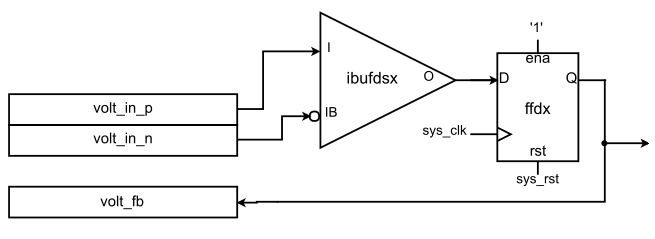 '1'
I
ena
ibufdsx
O
D
Q
volt_in_p
IB
ffdx
sys_clk
volt_in_n
rst
sys_rst
volt_fb